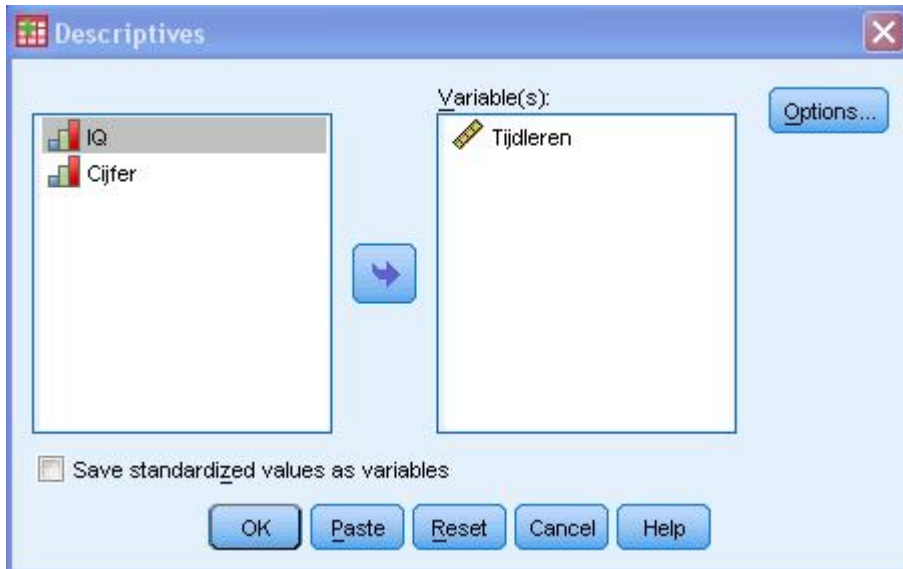 Descriptives
Variable(s):
Options...
IQ
Cijfer
Tijdleren
Save standardized values as variables
OK Paste Reset Cancel Help